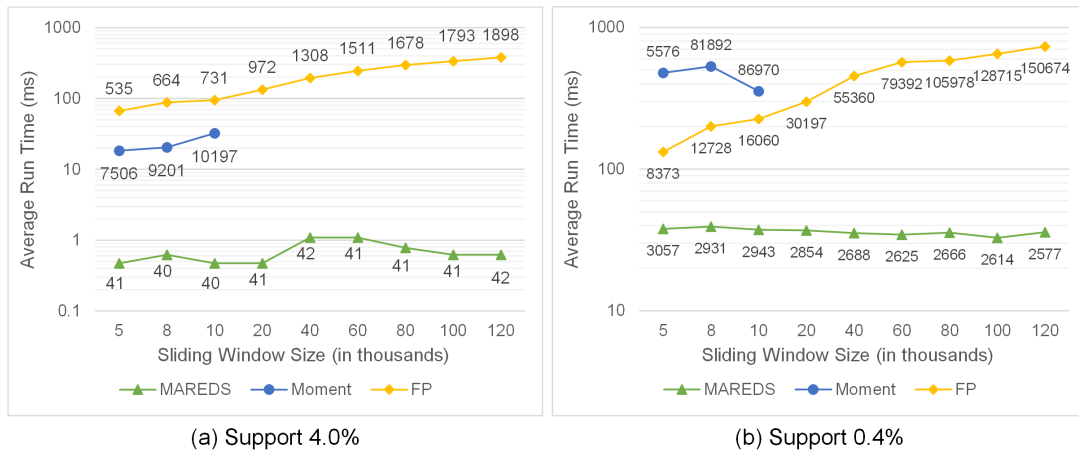 1000
100
10
1
0.1
Average Run Time (ms)
535 664 731 972 1308 1511 1678 1793 1898
7506 9201 10197
41 40 40 41 42 41 41 41 42
5 8 10 20 40 60 80 100 120
Sliding Window Size (in thousands)
MAREDS Moment FP
(a) Support 4.0%
1000
100
10
Average Run Time (ms)
5576 81892 86970
8373 12728 16060 30197 55360 79392 105978 128715 150674
3057 2931 2943 2854 2688 2625 2666 2614 2577
5 8 10 20 40 60 80 100 120
Sliding Window Size (in thousands)
MAREDS Moment FP
(b) Support 0.4%